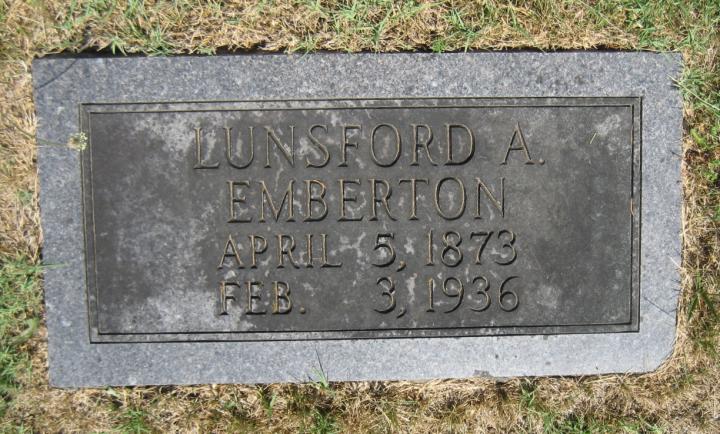 LUNSFORD A.
EMBERTON
APRIL 5, 1873
FEB. 3, 1936